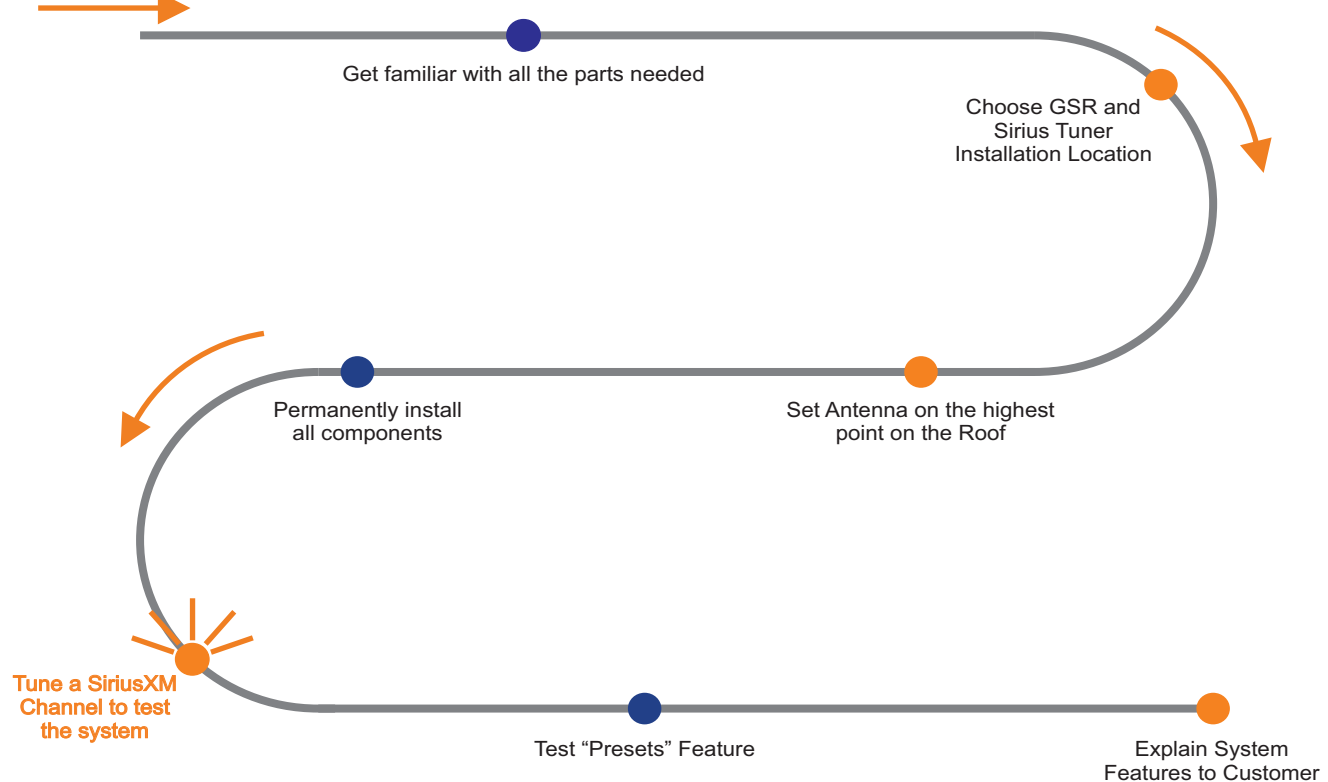 Get familiar with all the parts needed
Choose GSR and
Sirius Tuner
Installation Location
Set Antenna on the highest
point on the Roof
Permanently install
all components
Tune a SiriusXM
Channel to test
the system
Test “Presets” Feature
Explain System
Features to Customer